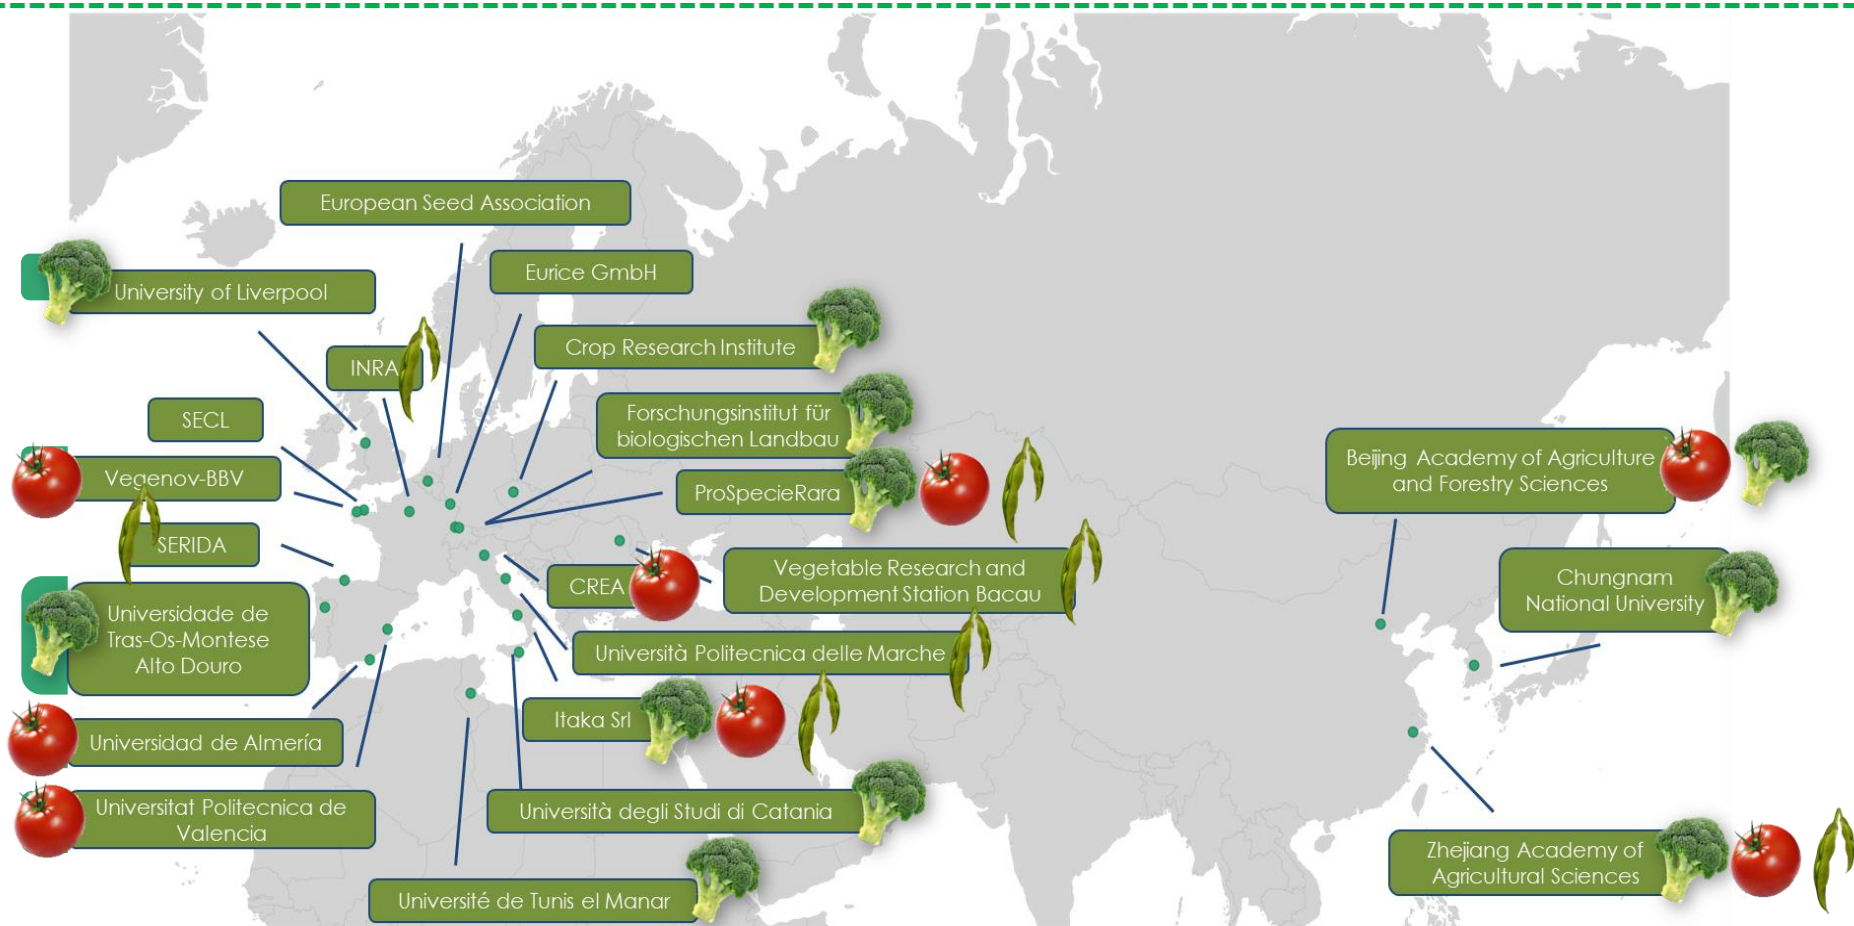 European Seed Association
Eurice GmbH
University of Liverpool
Crop Research Institute
INRA
SECL
Forschungsinstitut für
biologischen Landbau
Vegenov-BBV
ProSpecieRara
Beijing Academy of Agriculture
and Forestry Sciences
SERIDA
CREA
Vegetable Research and
Development Station Bacau
Chungnam
National University
Universidade de
Tras-Os-Montese
Alto Douro
Università Politecnica delle Marche
Itaka Srl
Universidad de Almería
Universitat Politecnica de
Valencia
Università degli Studi di Catania
Zhejiang Academy of
Agricultural Sciences
Université de Tunis el Manar